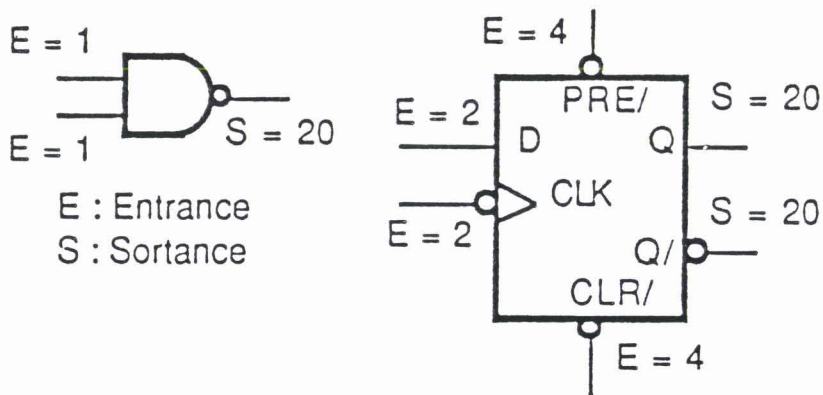 E = 1
E = 1
S = 20
E : Entrance
S : Sortance
E = 4
PRE/
S = 20
E = 2
D
Q
CLK
E = 2
S = 20
Q/
CLR/
E = 4